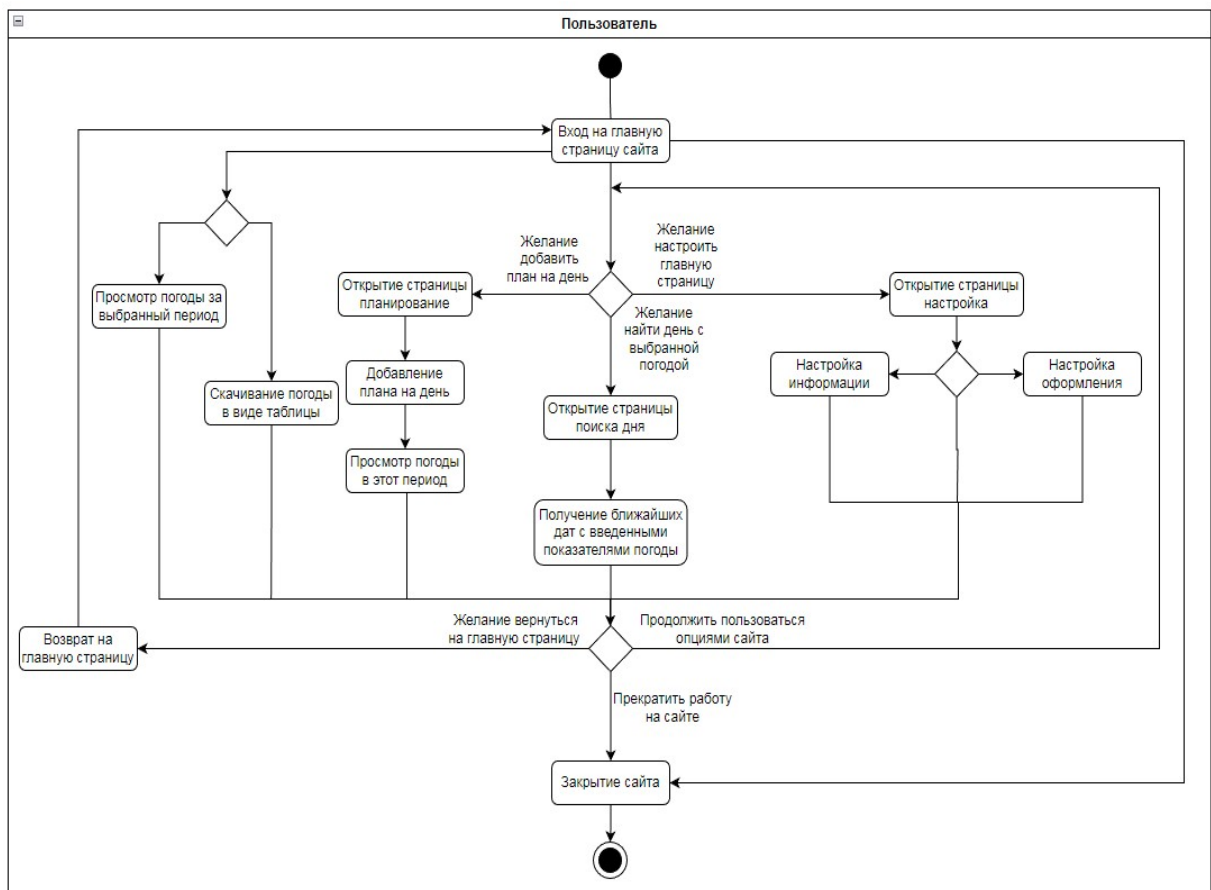 Пользователь
Вход на главную
страницу сайта
Желание
добавить
план на день
Желание
настроить
главную
страницу
Просмотр погоды за
выбранный период
Открытие страницы
планирование
Открытие страницы
настройка
Желание
найти день с
выбранной
погодой
Скачивание погоды
в виде таблицы
Добавление
плана на день
Настройка
информации
Настройка
оформления
Открытие страницы
поиска дня
Просмотр погоды
в этот период
Получение ближайших
дат с введенными
показателями погоды
Желание вернуться
на главную страницу
Продолжить пользоваться
опциями сайта
Возврат на
главную страницу
Прекратить работу
на сайте
Закрытие сайта